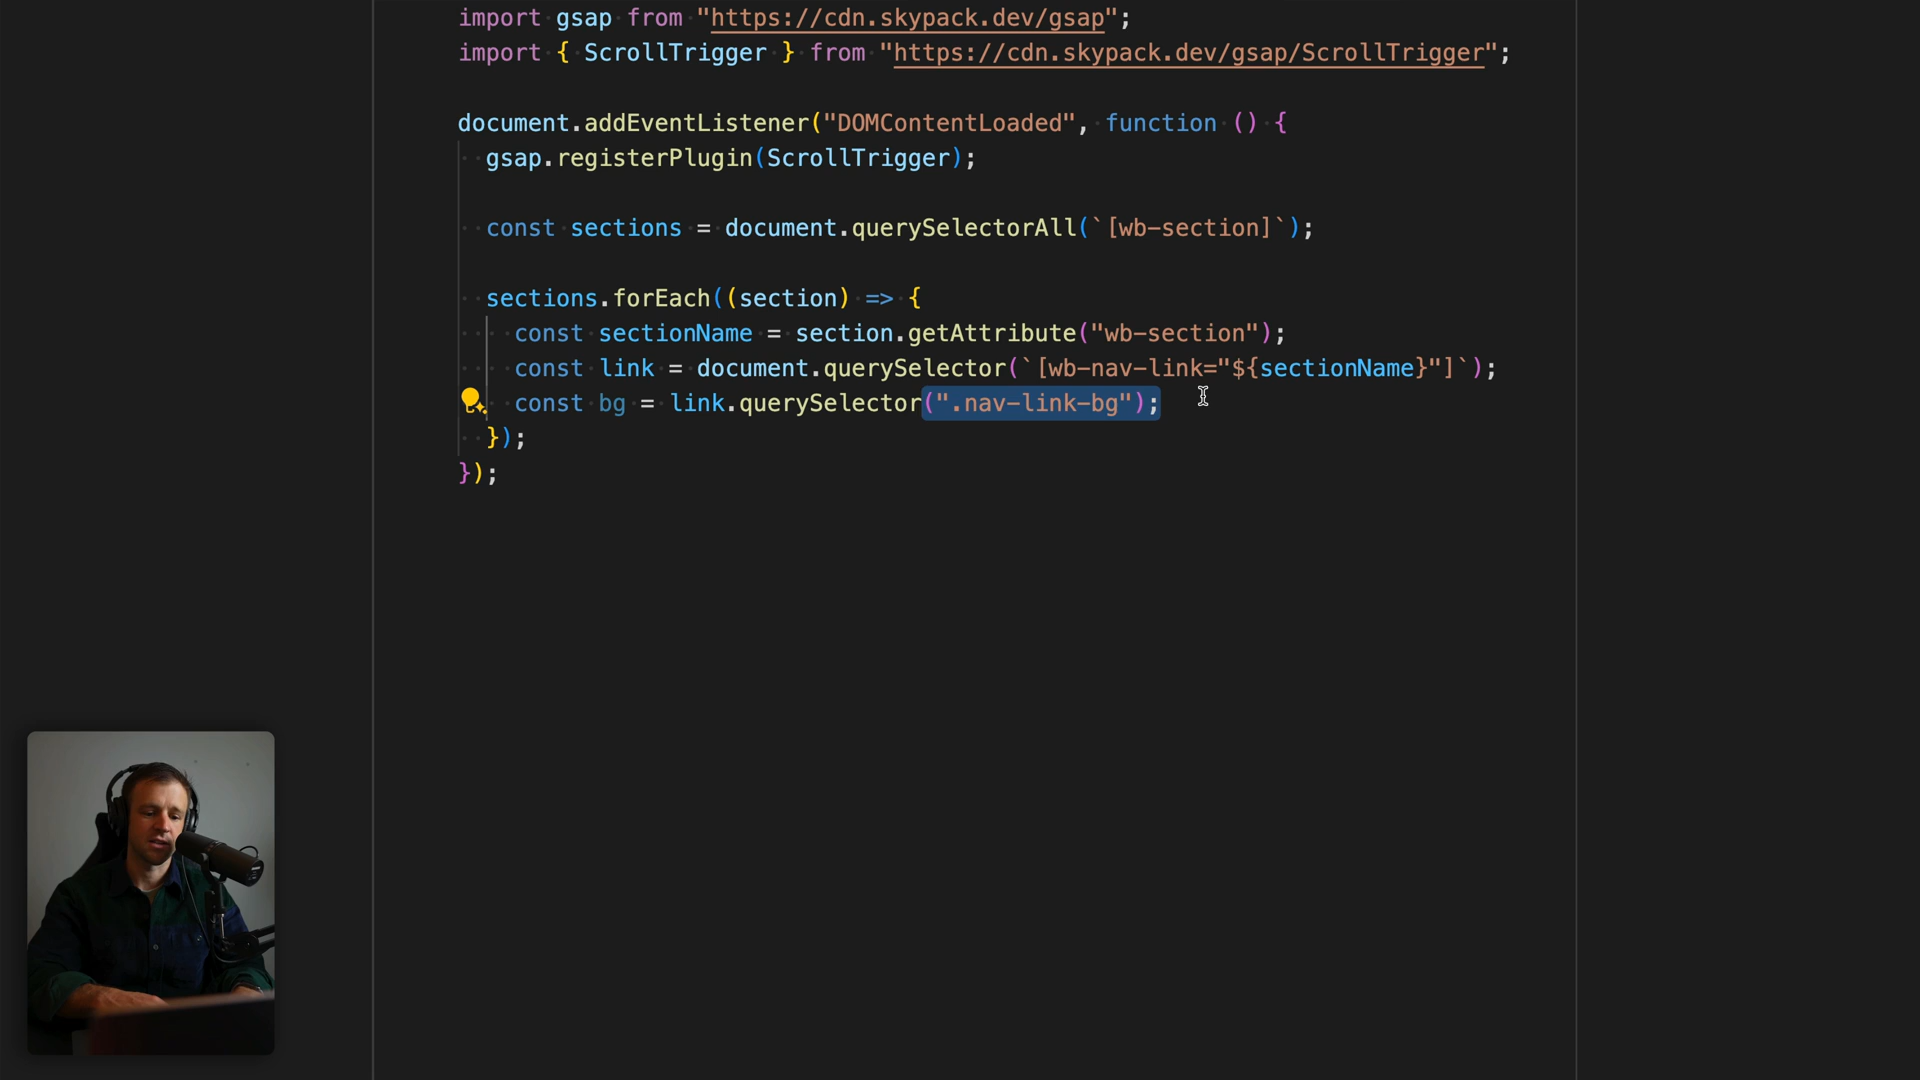 import gsap from "https://cdn.skypack.dev/gsap";
import { ScrollTrigger } from "https://cdn.skypack.dev/gsap/ScrollTrigger";
document.addEventListener("DOMContentLoaded", function () {
gsap.registerPlugin(ScrollTrigger);
const sections = document.querySelectorAll(`[wb-section]`);
sections.forEach((section) => {
const sectionName = section.getAttribute("wb-section");
const link = document.querySelector(`[wb-nav-link="${sectionName}"]`);
const bg = link.querySelector(".nav-link-bg");
});
});